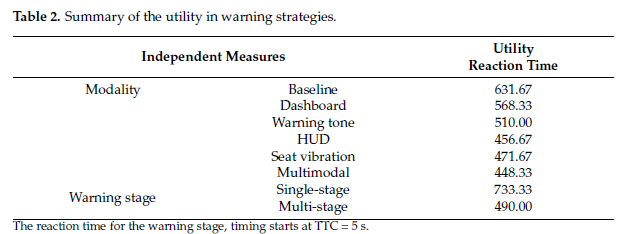 Table 2. Summary of the utility in warning strategies.
Independent Measures Utility
Reaction Time
Modality Baseline 631.67
Dashboard 568.33
Warning tone 510.00
HUD 456.67
Seat vibration 471.67
Multimodal 448.33
Warning stage Single-stage 733.33
Multi-stage 490.00
The reaction time for the warning stage, timing starts at TTC = 5 s.